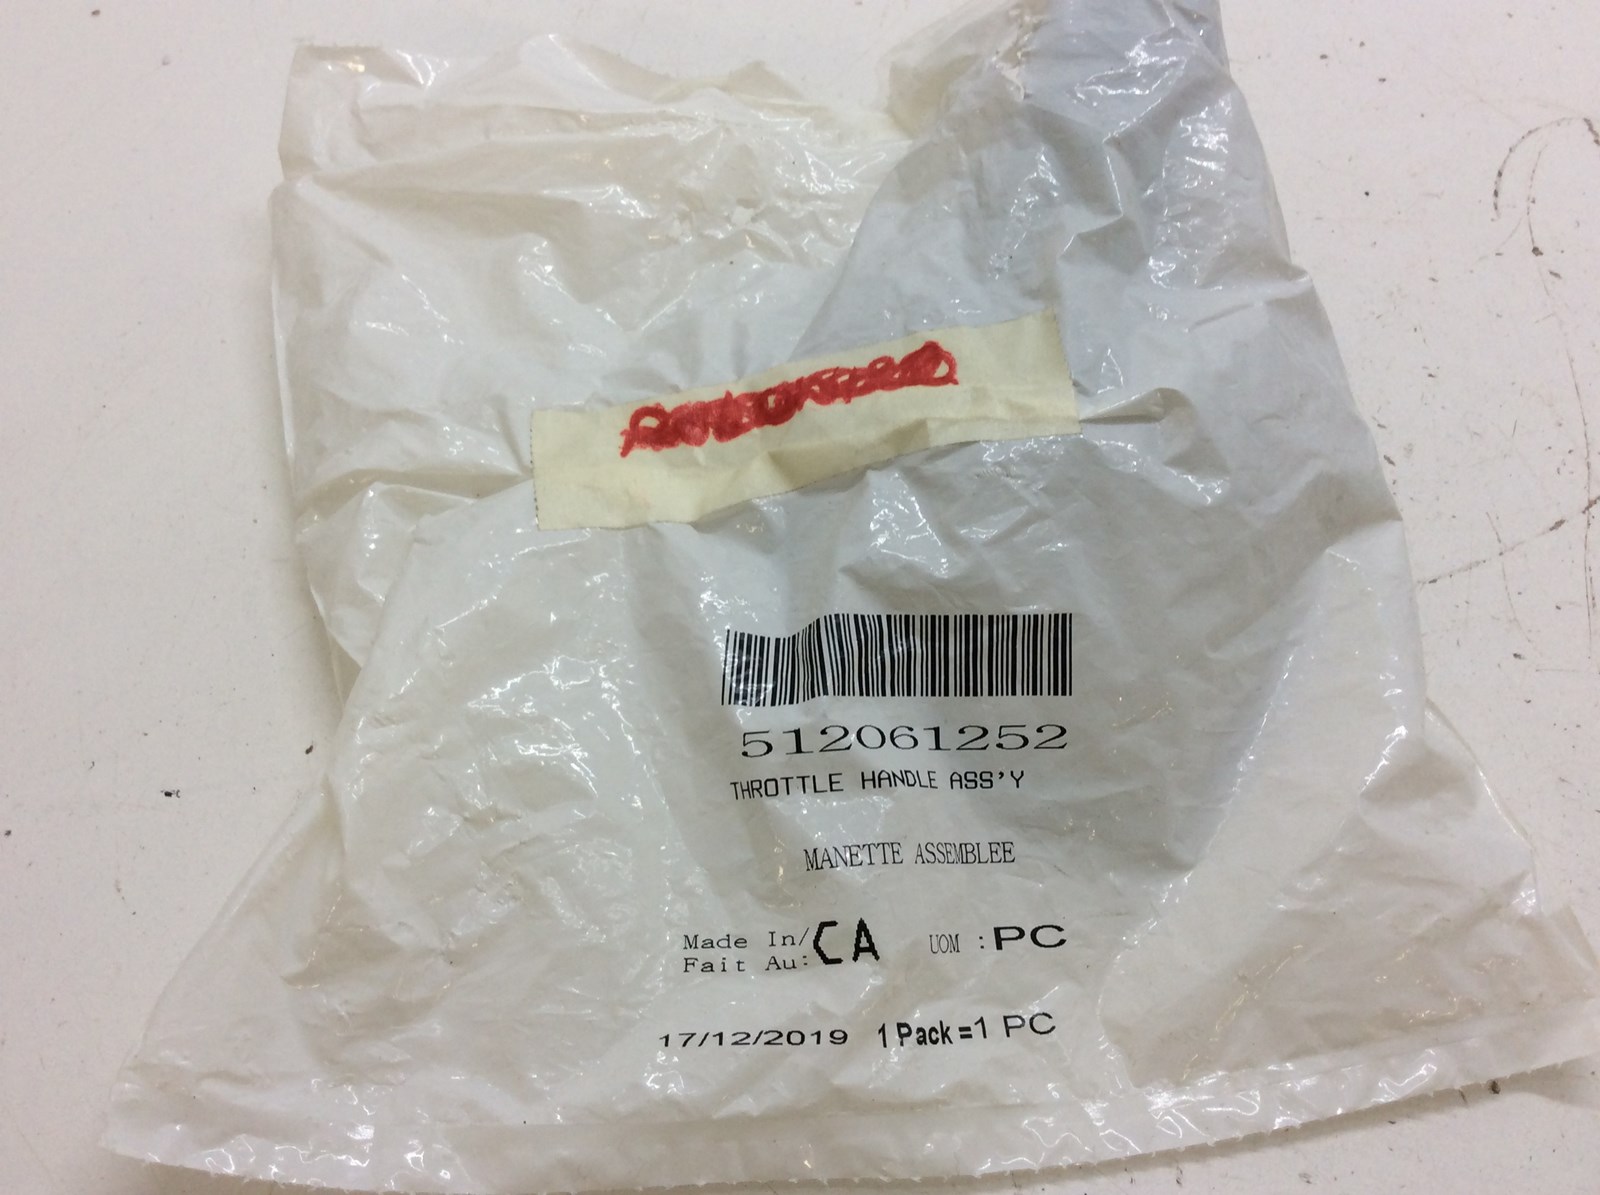 512061252
THROTTLE HANDLE ASS'Y
MANETTE ASSEMBLEE
Made In/
Fait Au: CA UOM : PC
17/12/2019 1 Pack=1 PC